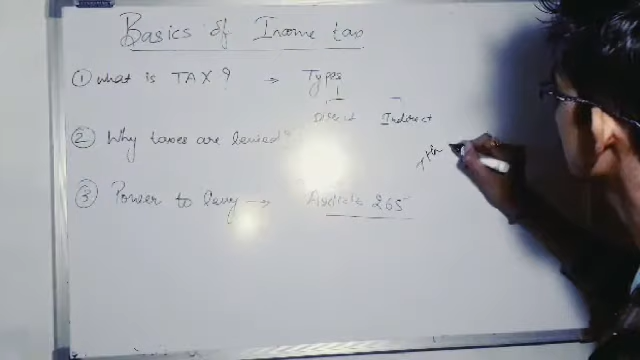 Basics of Income tax
① what is TAX? ⇒ Types
Direct Indirect
② Why taxes are levied?
③ Power to levy → Article 265